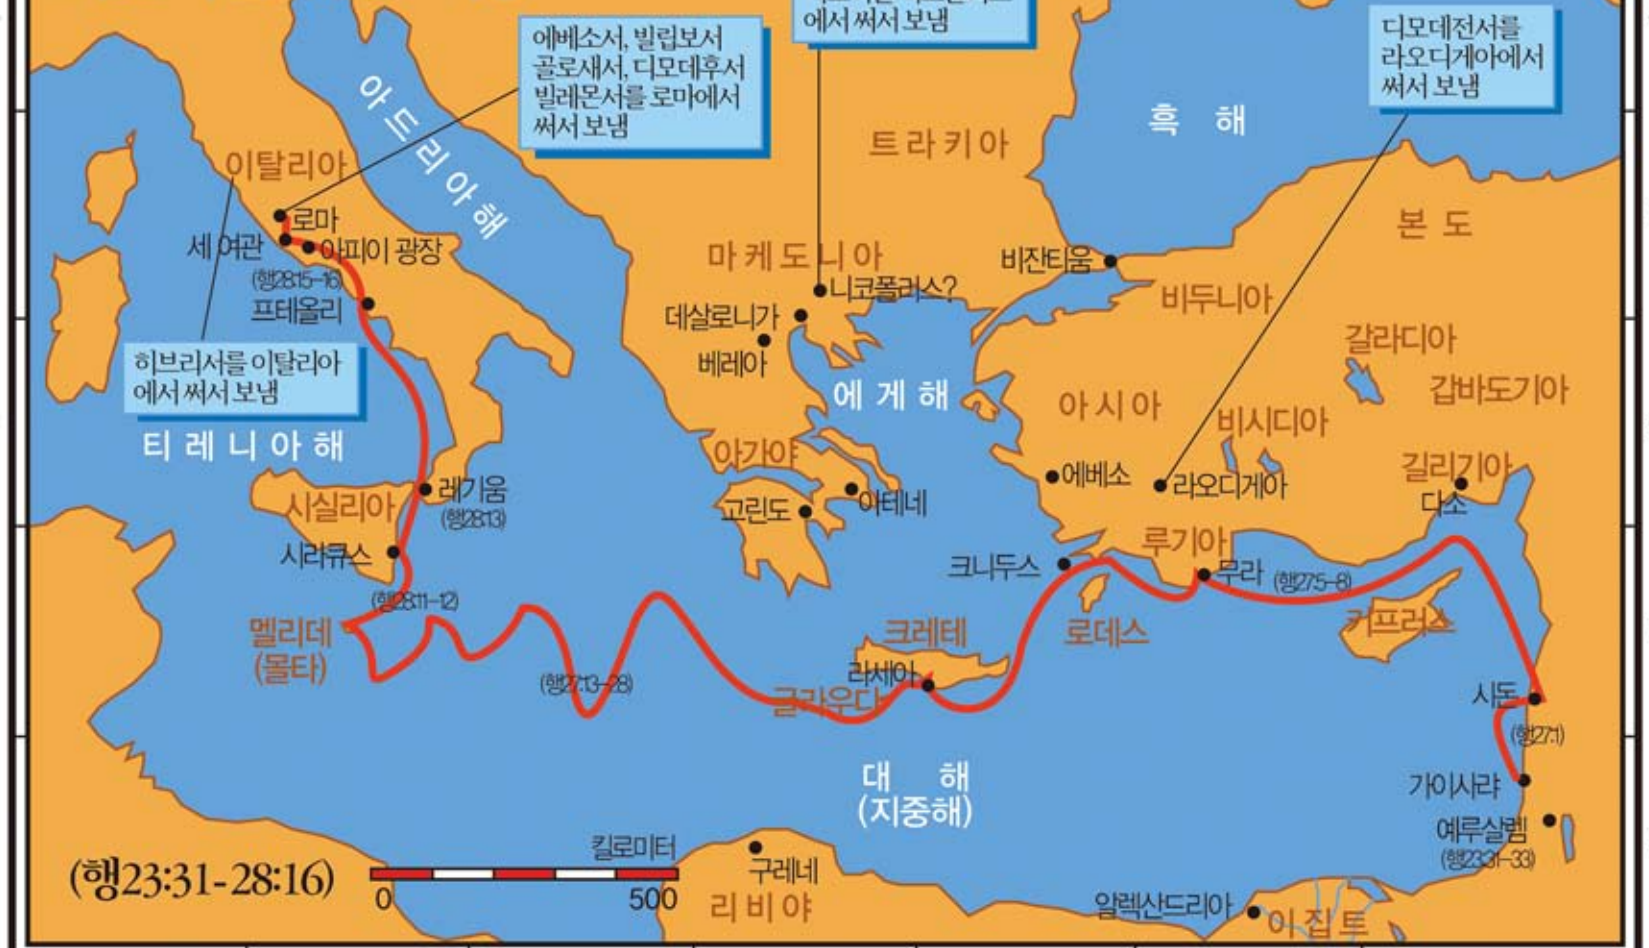 에서 써서 보냄
에베소서, 빌립보서
골로새서, 디모데후서
빌레몬서를 로마에서
써서 보냄
디모데전서를
라오디게아에서
써서 보냄
아드리아해
흑 해
트라키아
이탈리아
로마
세 여관
아피이 광장
(행28:15-16)
프테올리
본 도
마케도니아
비잔티움
니코폴리스?
비두니아
데살로니가
베레아
갈라디아
갑바도기아
히브리서를 이탈리아
에서 써서 보냄
에게해
아시아
비시디아
티레니아해
아가야
길리기아
에베소
라오디게아
다소
시실리아
레기움
(행28:13)
고린도
아테네
시라큐스
루기아
크니두스
무라
(행27:5-8)
(행28:11-12)
멜리데
(몰타)
크레테
로데스
키프러스
라세아
(행27:13-28)
글라우다
시돈
(행27:1)
대 해
(지중해)
가이사랴
예루살렘
(행23:31-33)
킬로미터
(행23:31-28:16)
0
500
구레네
리비야
알렉산드리아
이집트